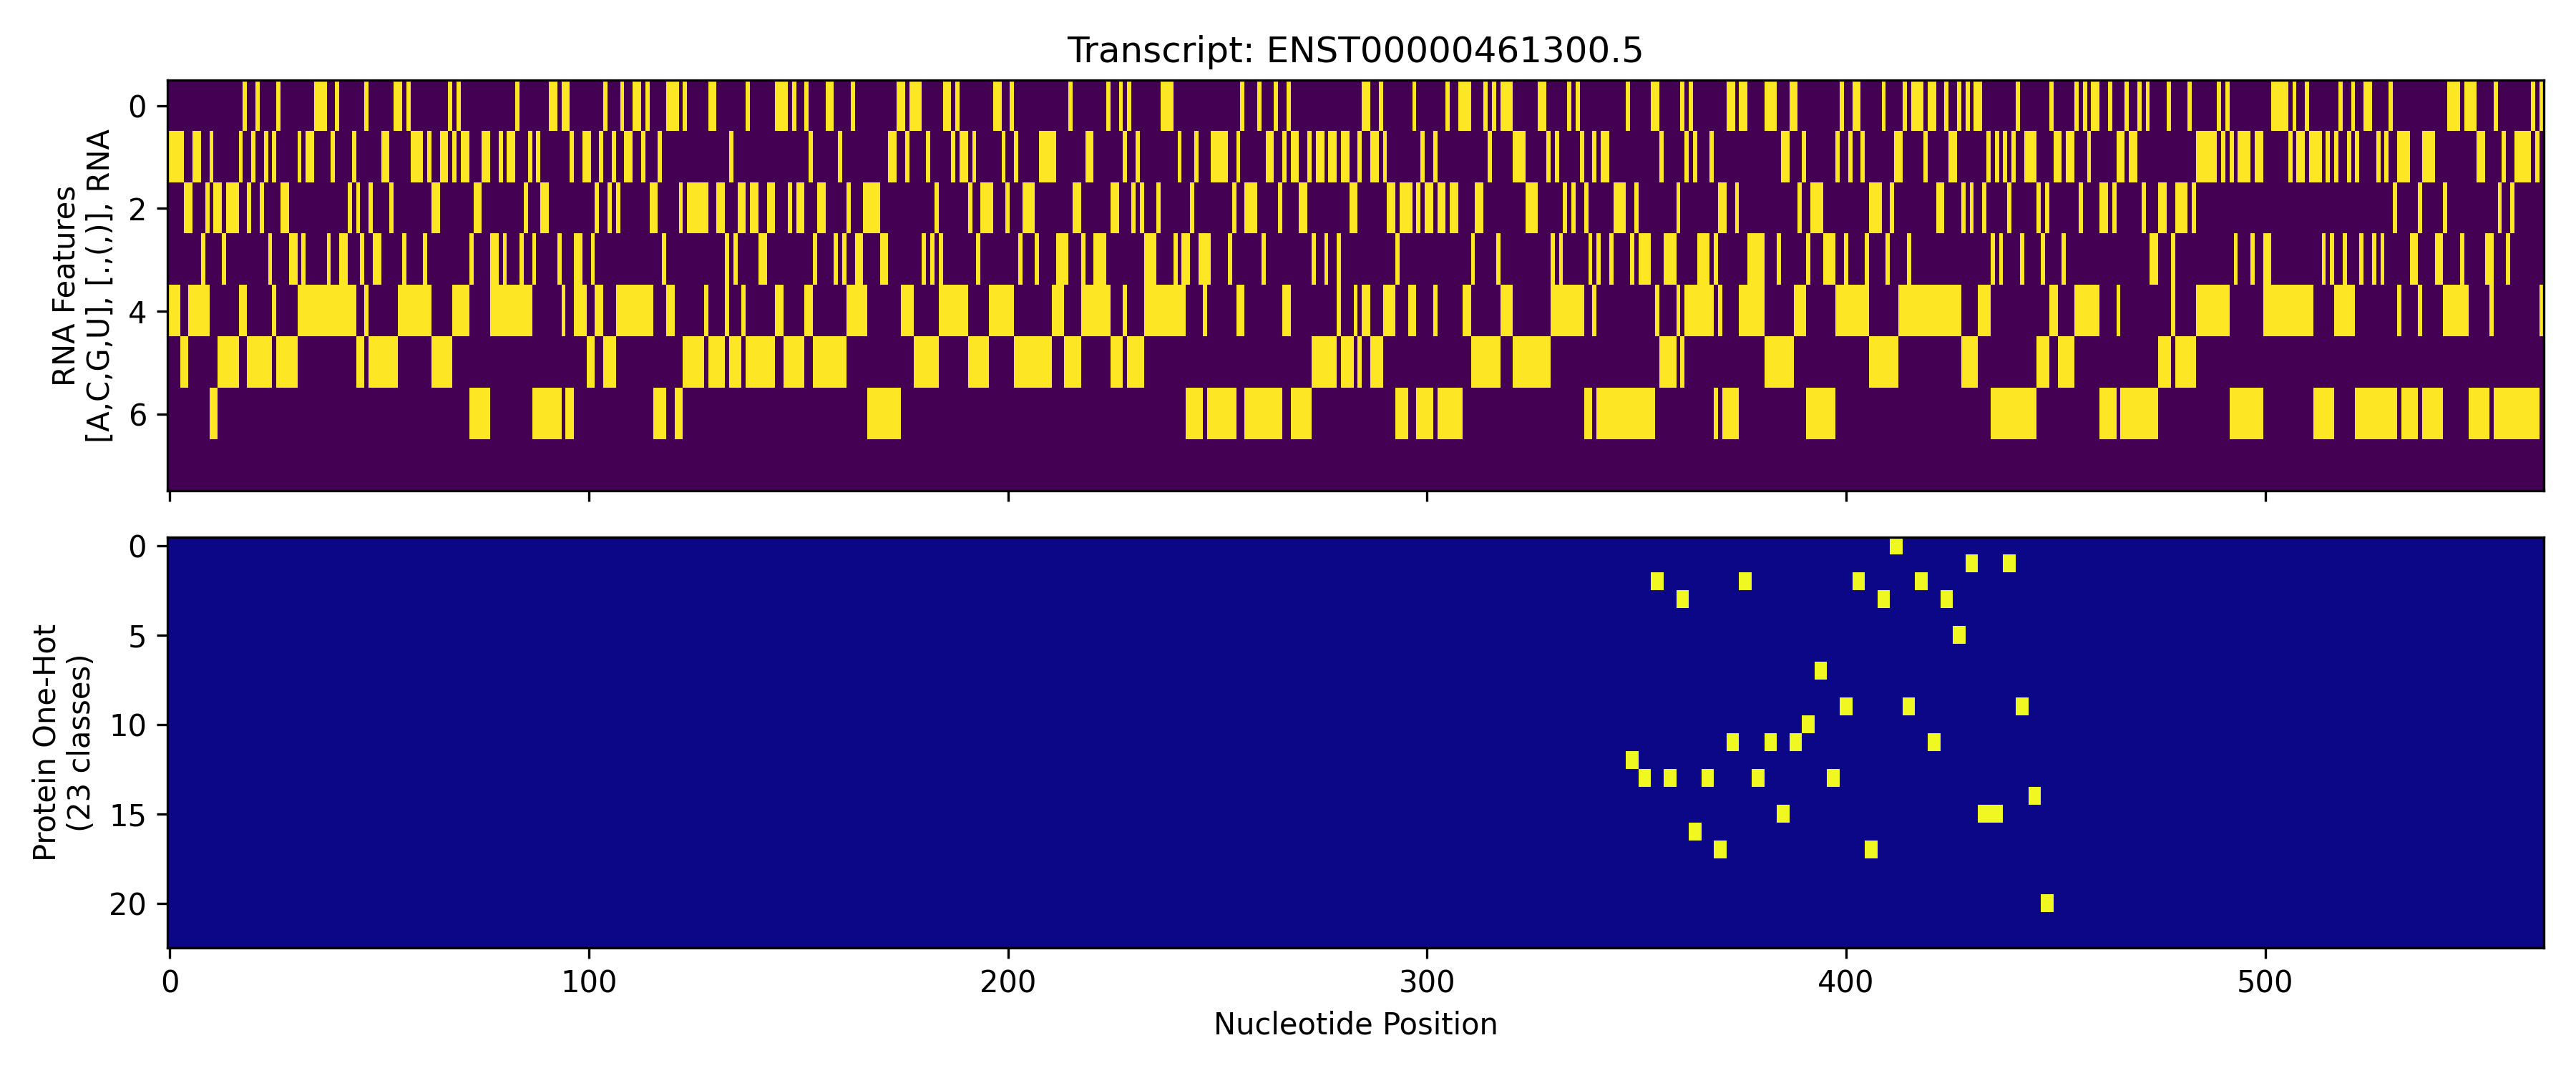 Transcript: ENST00000461300.5
RNA Features
[A,C,G,U], [.,(,)], RNA
0
2
4
6
Protein One-Hot
(23 classes)
0
5
10
15
20
0 100 200 300 400 500
Nucleotide Position